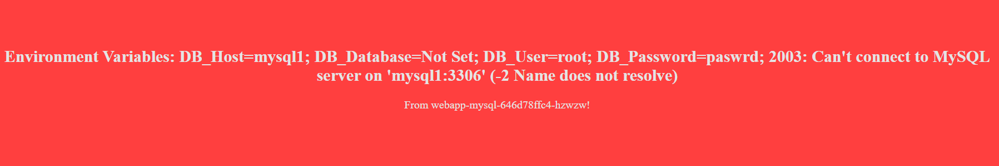 Environment Variables: DB_Host=mysql1; DB_Database=Not Set; DB_User=root; DB_Password=paswrd; 2003: Can't connect to MySQL
server on 'mysql1:3306' (-2 Name does not resolve)
From webapp-mysql-646d78ffc4-hzwzw!